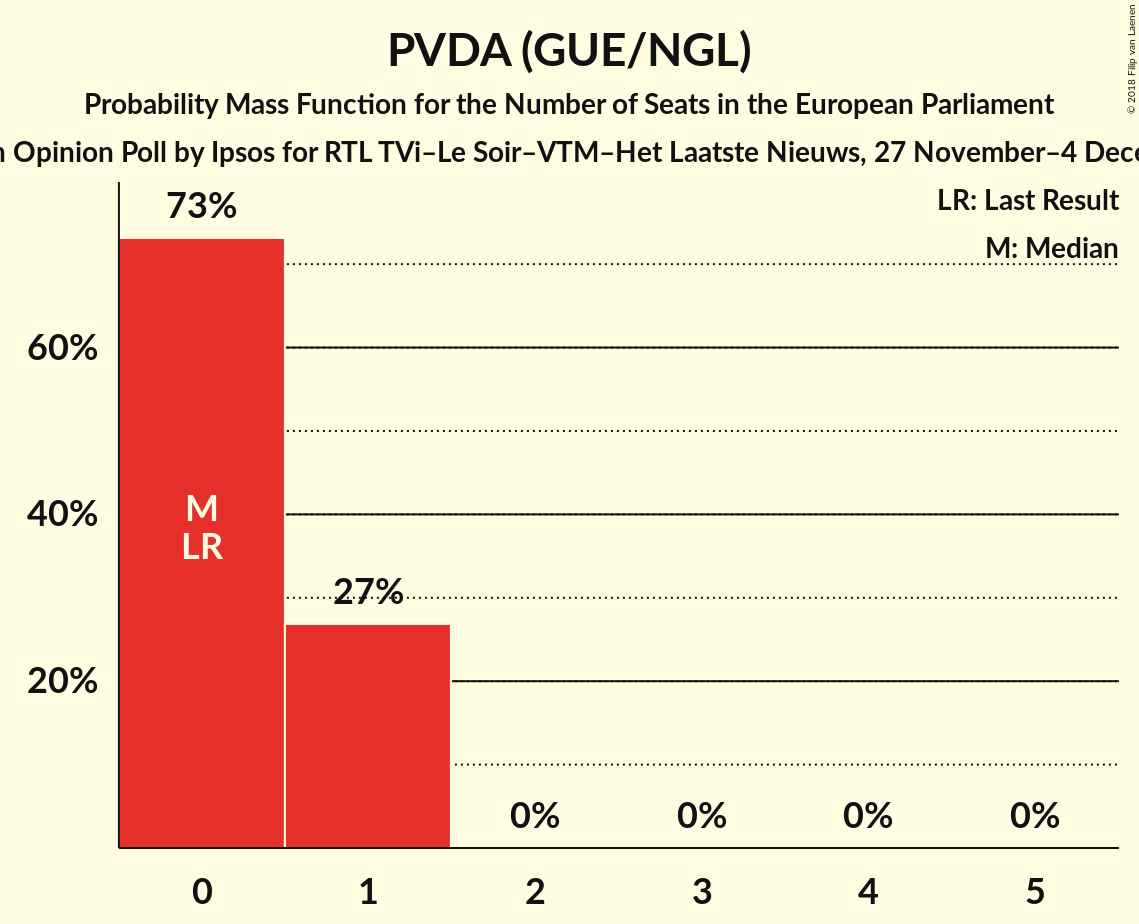 PVDA (GUE/NGL)
Probability Mass Function for the Number of Seats in the European Parliament
Opinion Poll by Ipsos for RTL TVi–Le Soir–VTM–Het Laatste Nieuws, 27 November–4
© 2018 Filip van Laenen
LR: Last Result
M: Median
73%
60%
M
40%
LR
27%
20%
0% 0% 0% 0%
0 1 2 3 4 5